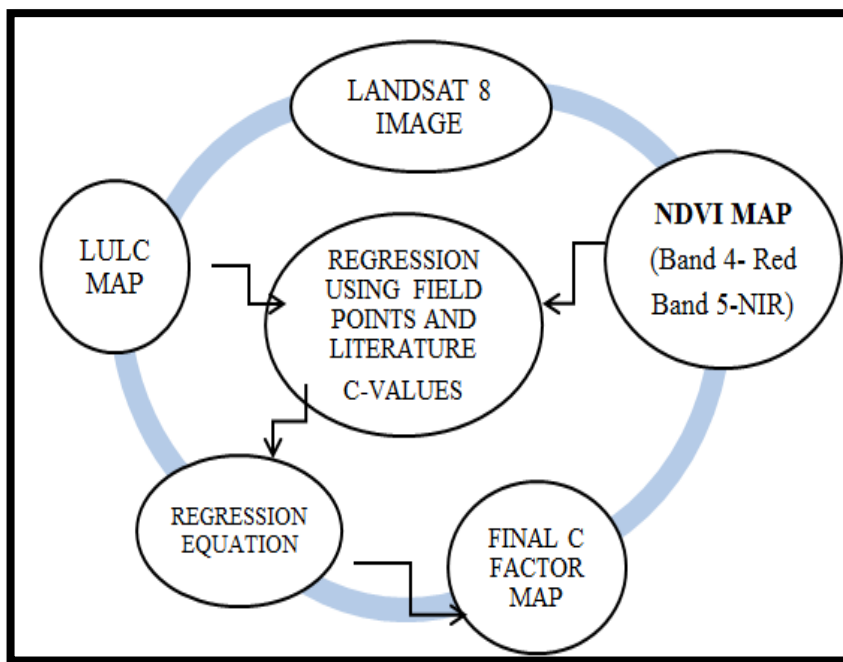 LANDSAT 8
IMAGE
NDVI MAP
(Band 4- Red
Band 5-NIR)
LULC
MAP
REGRESSION
USING FIELD
POINTS AND
LITERATURE
C-VALUES
REGRESSION
EQUATION
FINAL C
FACTOR
MAP